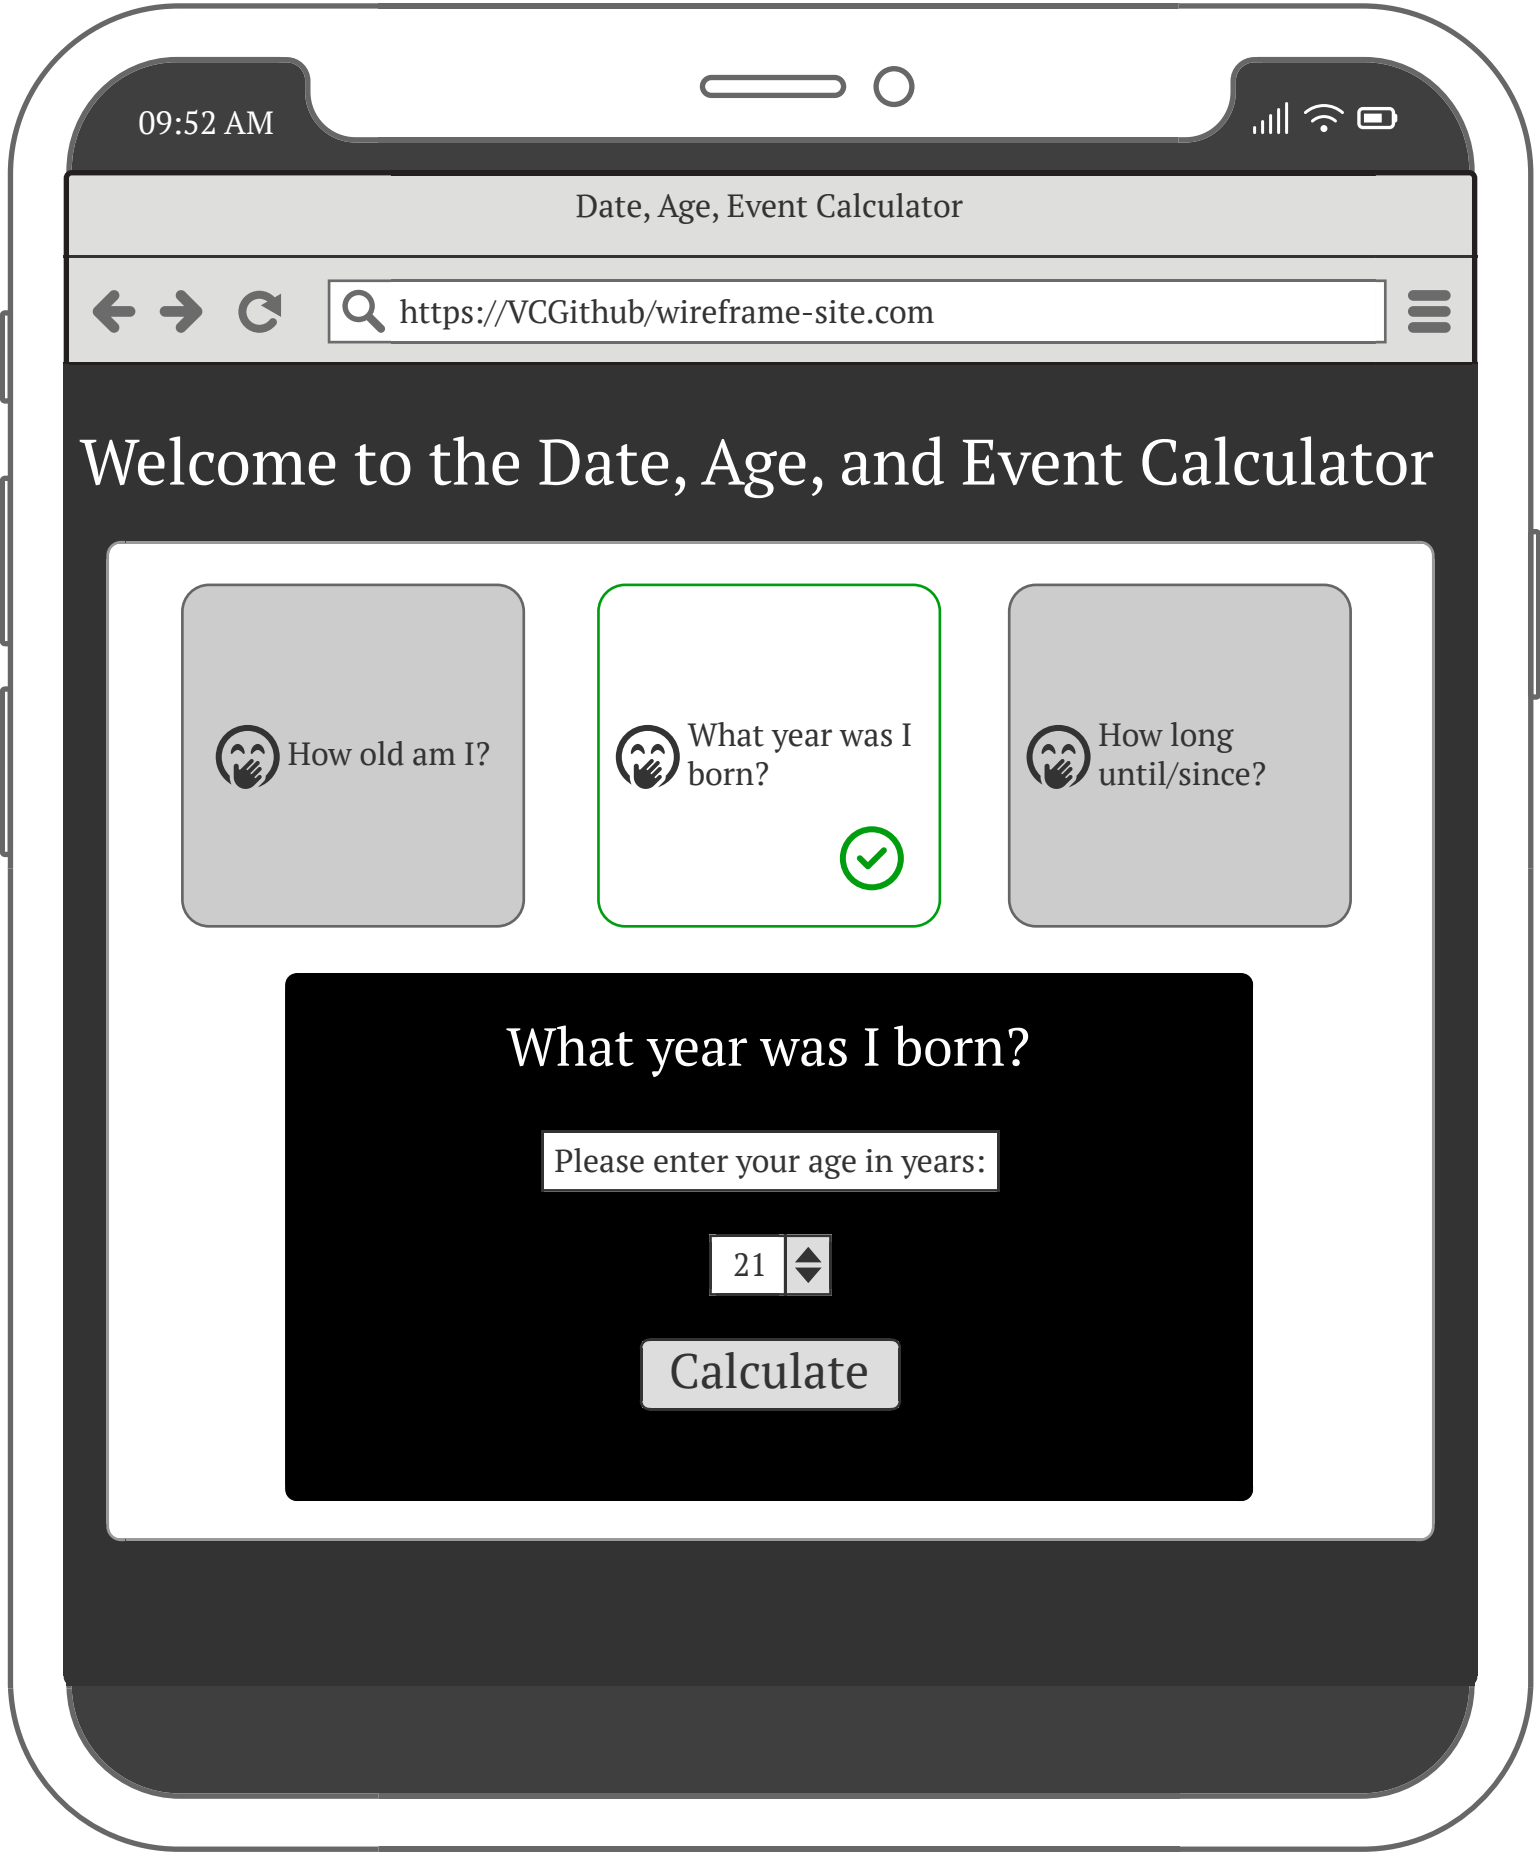 09:52 AM
Date, Age, Event Calculator
https://VCGithub/wireframe-site.com
Welcome to the Date, Age, and Event Calculator
How old am I?
What year was I
born?
How long
until/since?
What year was I born?
Please enter your age in years:
21
Calculate